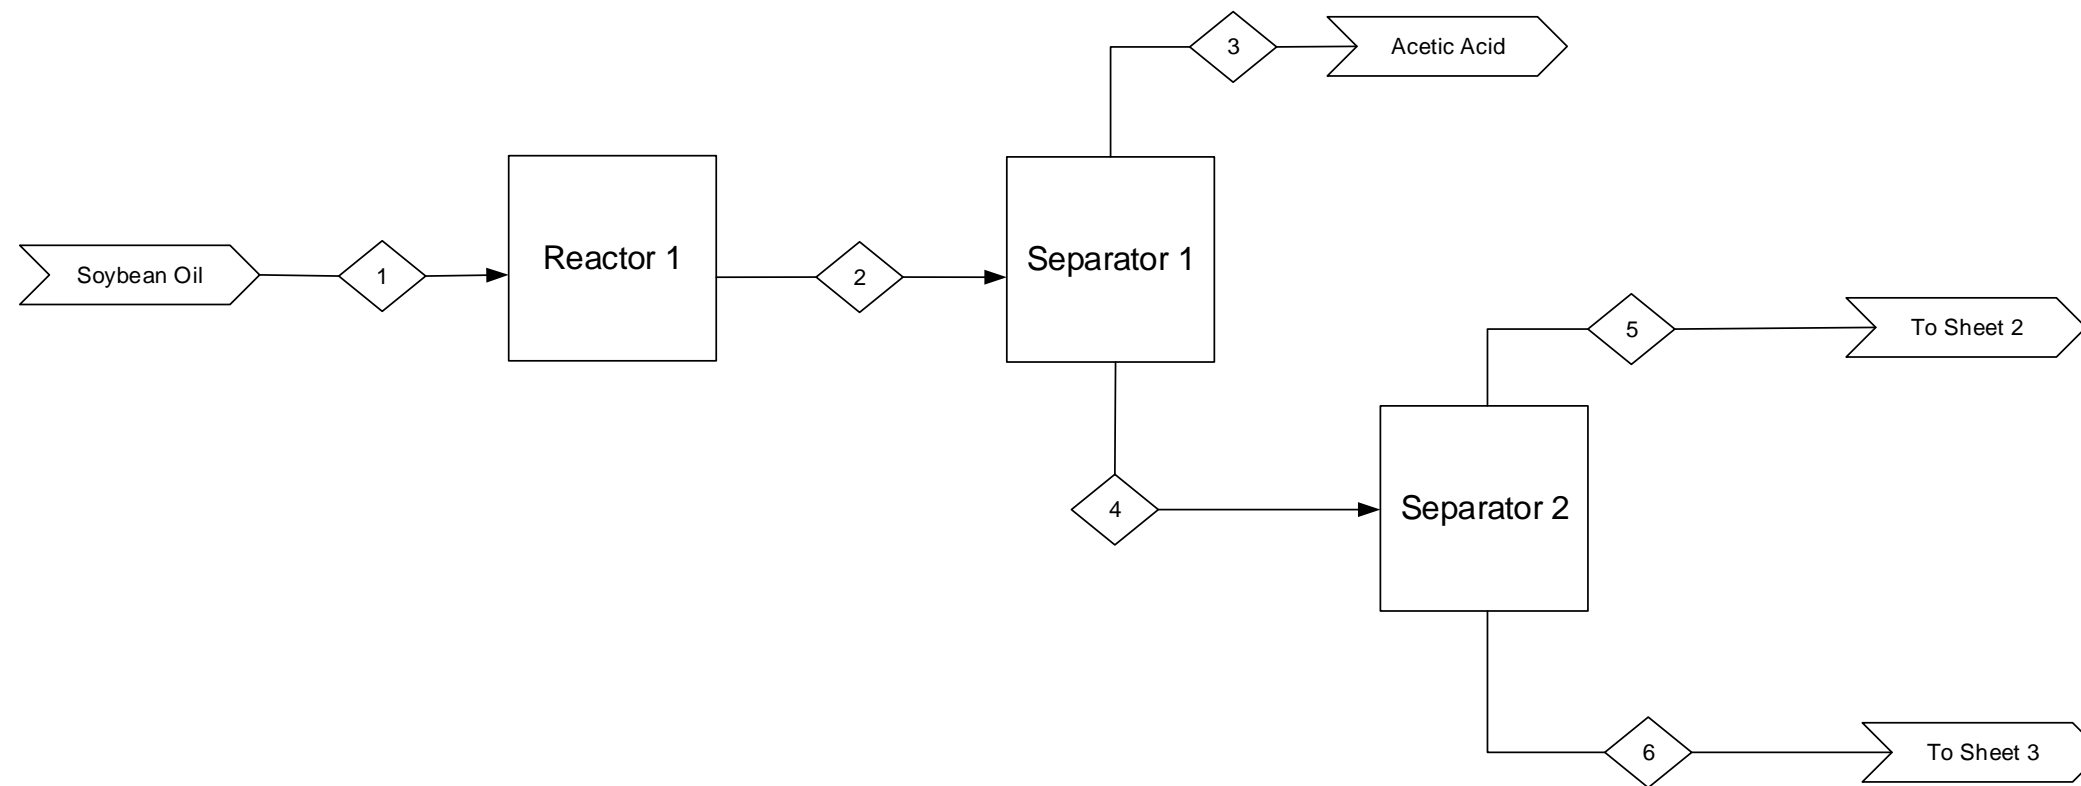 3
Acetic Acid
Soybean Oil
1
Reactor 1
2
Separator 1
5
To Sheet 2
4
Separator 2
6
To Sheet 3